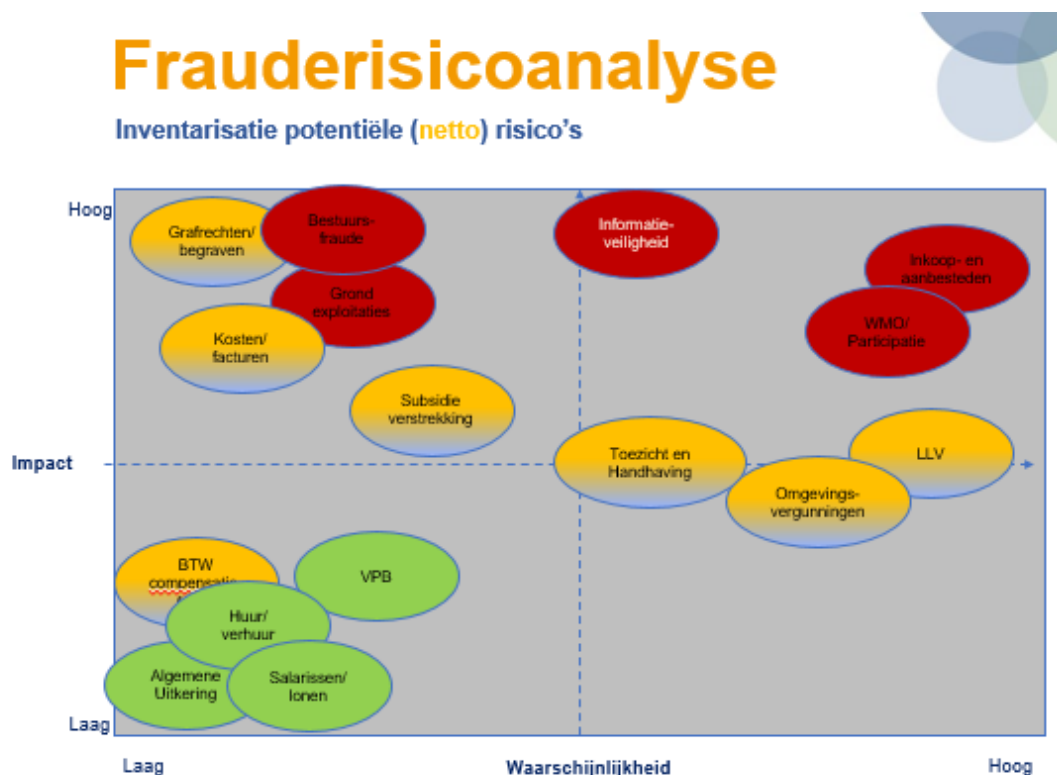 Frauderisicoanalyse
Inventarisatie potentiële (netto) risico's
Hoog
Grafrechten/
begraven
Bestuurs-
fraude
Informatie-
veiligheid
Inkoop- en
aanbesteden
Grond
exploitaties
WMO/
Participatie
Kosten/
facturen
Subsidie
verstrekking
Impact
Toezicht en
Handhaving
LLV
Omgevings-
vergunningen
BTW
compensatie
VPB
Huur/
verhuur
Algemene
Uitkering
Salarissen/
lonen
Laag
Laag
Waarschijnlijkheid
Hoog